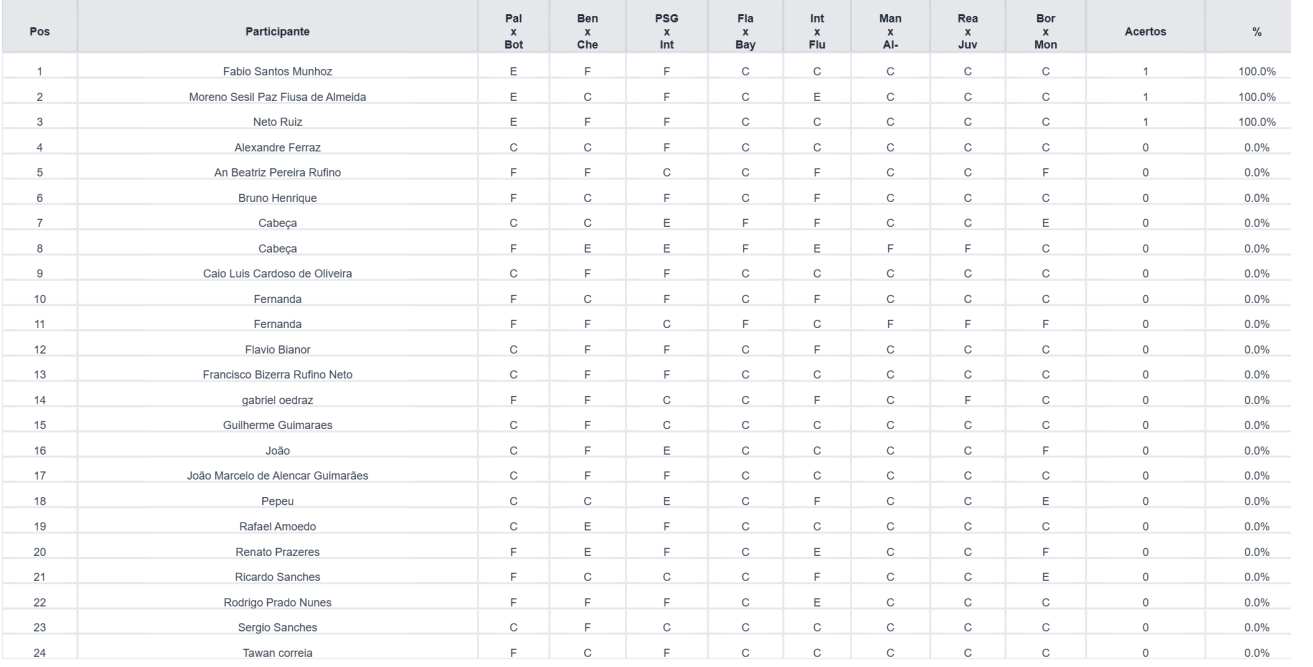 Pos Participante Pal x Bot Ben x Che PSG x Int Fla x Bay Int x Flu Man x Al- Rea x Juv Bor x Mon Acertos %
1 Fabio Santos Munhoz E F F C C C C C 1 100.0%
2 Moreno Sesil Paz Fiusa de Almeida E C F C E C C C 1 100.0%
3 Neto Ruiz E F F C C C C C 1 100.0%
4 Alexandre Ferraz C C F C C C C C 0 0.0%
5 An Beatriz Pereira Rufino F F C C F C C F 0 0.0%
6 Bruno Henrique F C F C F C C C 0 0.0%
7 Cabeça C C E F F C C E 0 0.0%
8 Cabeça F E E F E F F C 0 0.0%
9 Caio Luis Cardoso de Oliveira C F F C C C C C 0 0.0%
10 Fernanda F C F C F C C C 0 0.0%
11 Fernanda F F C F C F F F 0 0.0%
12 Flavio Bianor C F F C F C C C 0 0.0%
13 Francisco Bizerra Rufino Neto C F F C C C C C 0 0.0%
14 gabriel oedraz F F C C F C F C 0 0.0%
15 Guilherme Guimaraes C F C C C C C C 0 0.0%
16 João C F E C C C C F 0 0.0%
17 João Marcelo de Alencar Guimarães C F F C C C C C 0 0.0%
18 Pepeu C C E C F C C E 0 0.0%
19 Rafael Amoedo C E F C C C C C 0 0.0%
20 Renato Prazeres F E F C E C C F 0 0.0%
21 Ricardo Sanches F C C C F C C E 0 0.0%
22 Rodrigo Prado Nunes F F F C E C C C 0 0.0%
23 Sergio Sanches C F C C C C C C 0 0.0%
24 Tawan correia F C F C C C C C 0 0.0%